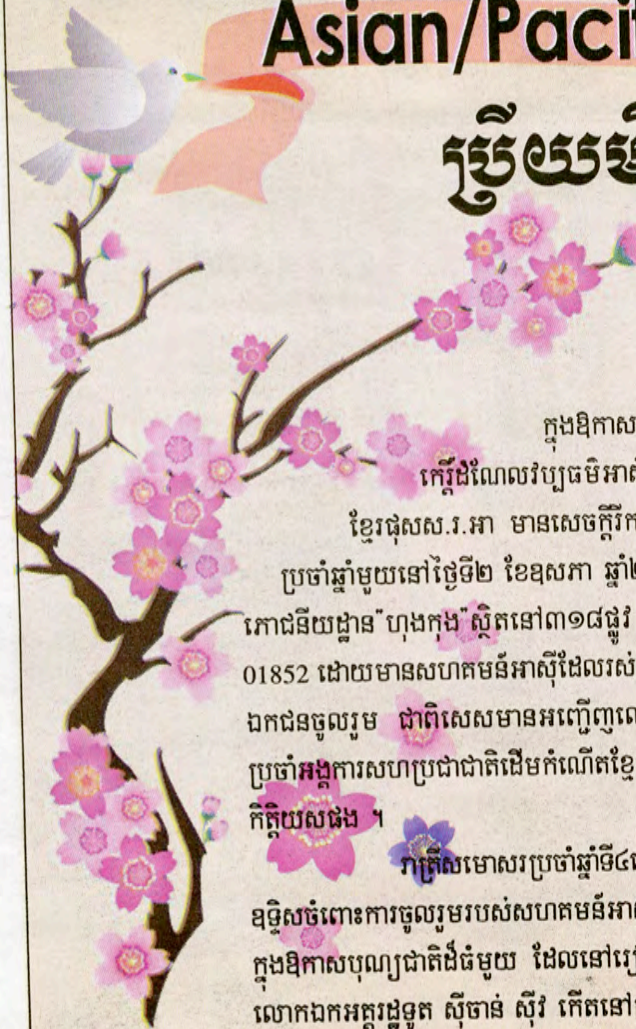 Asian/Pacif
ប្រិយមិ
ក្នុងឱកាស
កេរ្តិ៍ដំណែលវប្បធម៌អាស
ខ្មែរផុសស.រ.អា មានសេចក្តីរីក
ប្រចាំឆ្នាំមួយនៅថ្ងៃទី២ ខែឧសភា ឆ្នាំ២
ភោជនីយដ្ឋាន"ហុងកុង"ស្ថិតនៅ៣១៨ផ្លូវ
01852 ដោយមានសហគមន៍អាស៊ីដែលរស់
ឯកជនចូលរួម ជាពិសេសមានអញ្ជើញលោ
ប្រចាំអង្គការសហប្រជាជាតិដើមកំណើតខ្មែ
កិត្តិយសផង ។
រាត្រីសមោសរប្រចាំឆ្នាំទី៤នេ
ឧទ្ទិសចំពោះការចូលរួមរបស់សហគមន៍អាស
ក្នុងឱកាសបុណ្យជាតិដ៏ធំមួយ ដែលនៅរៀ
លោកឯកអគ្គរដ្ឋទូត ស៊ីចាន់ ស៊ីវ កើតនៅ